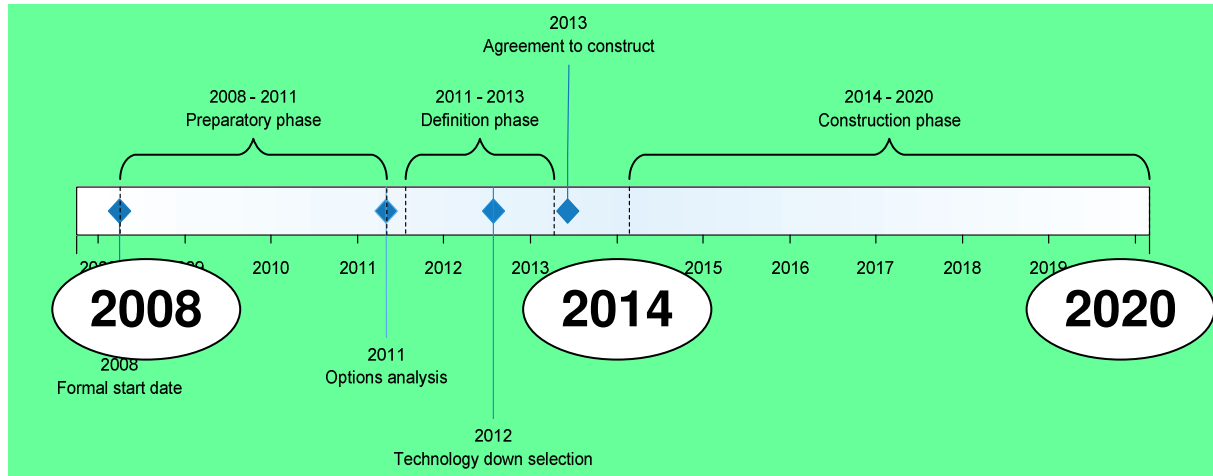 2013
Agreement to construct
2008 - 2011
Preparatory phase
2011 - 2013
Definition phase
2014 - 2020
Construction phase
2010
2011
2012
2013
2015
2016
2017
2018
2019
2008
2014
2020
2008
Formal start date
2011
Options analysis
2012
Technology down selection